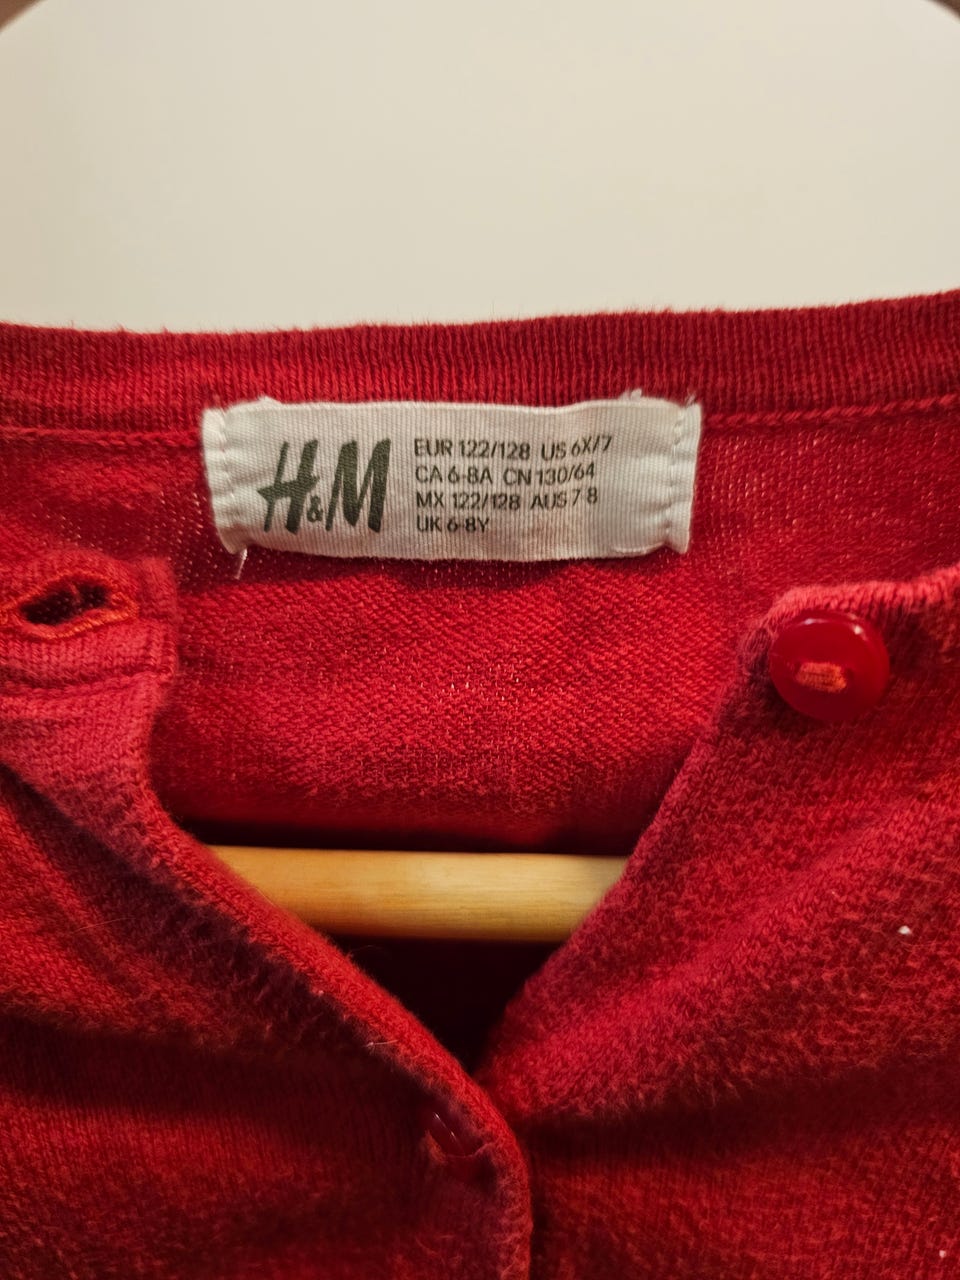 H&M
EUR 122/128 US 6X/7
CA 6-8A CN 130/64
MX 122/128 AUS 7 8
UK 6-8Y